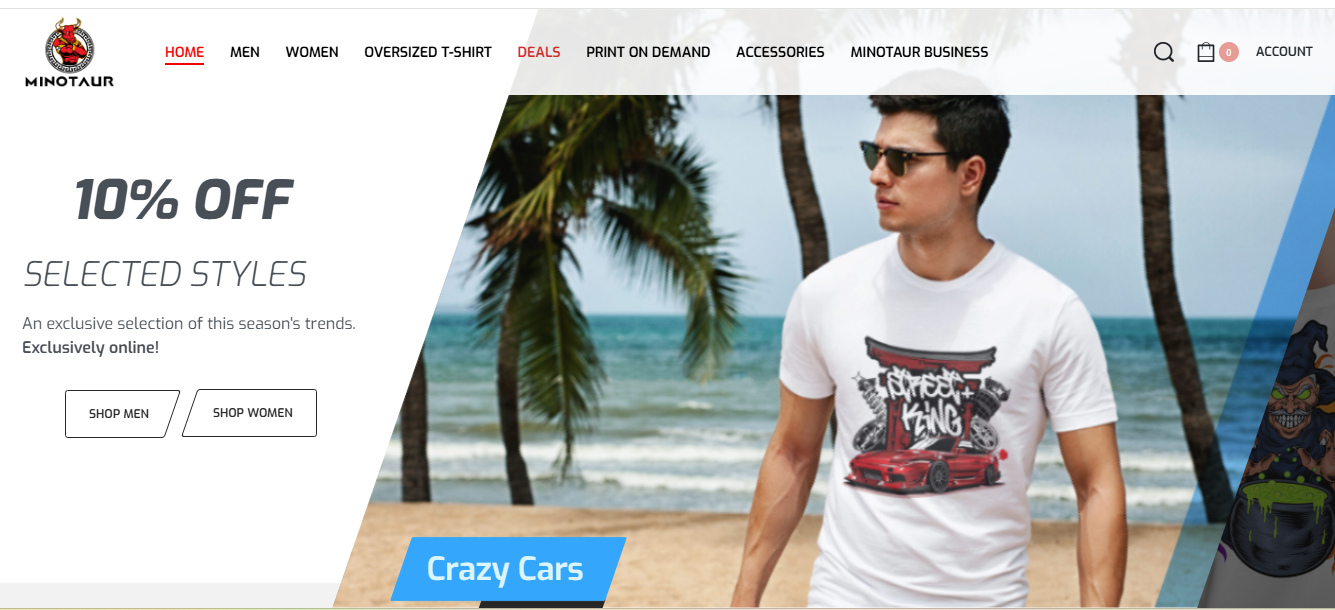 MINOTAUR
HOME MEN WOMEN OVERSIZED T-SHIRT DEALS PRINT ON DEMAND ACCESSORIES MINOTAUR BUSINESS 0 ACCOUNT
10% OFF
SELECTED STYLES
An exclusive selection of this season's trends.
Exclusively online!
SHOP MEN SHOP WOMEN
STREET
KING
Crazy Cars